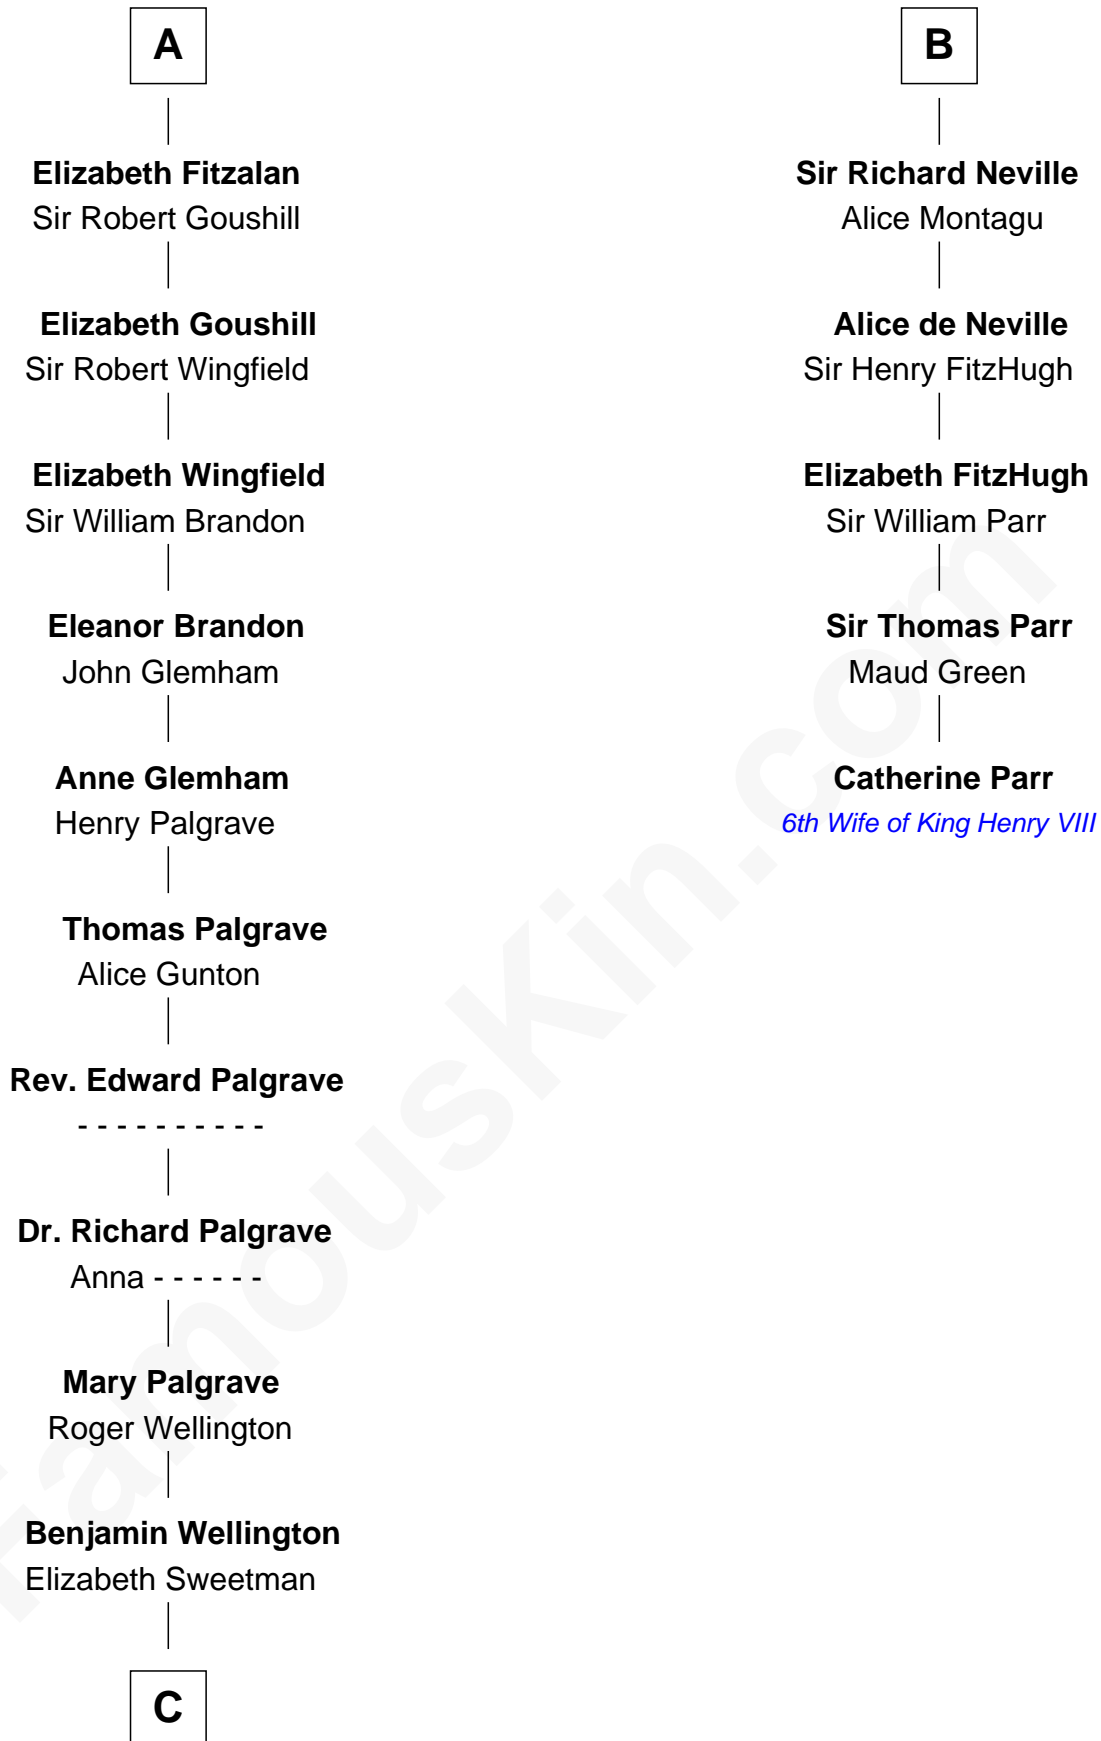 A
Elizabeth Fitzalan
Sir Robert Goushill
Elizabeth Goushill
Sir Robert Wingfield
Elizabeth Wingfield
Sir William Brandon
Eleanor Brandon
John Glemham
Anne Glemham
Henry Palgrave
Thomas Palgrave
Alice Gunton
Rev. Edward Palgrave
- - - - - - - - - -
Dr. Richard Palgrave
Anna - - - - - -
Mary Palgrave
Roger Wellington
Benjamin Wellington
Elizabeth Sweetman
C
B
Sir Richard Neville
Alice Montagu
Alice de Neville
Sir Henry FitzHugh
Elizabeth FitzHugh
Sir William Parr
Sir Thomas Parr
Maud Green
Catherine Parr
6th Wife of King Henry VIII
FamousKin.com